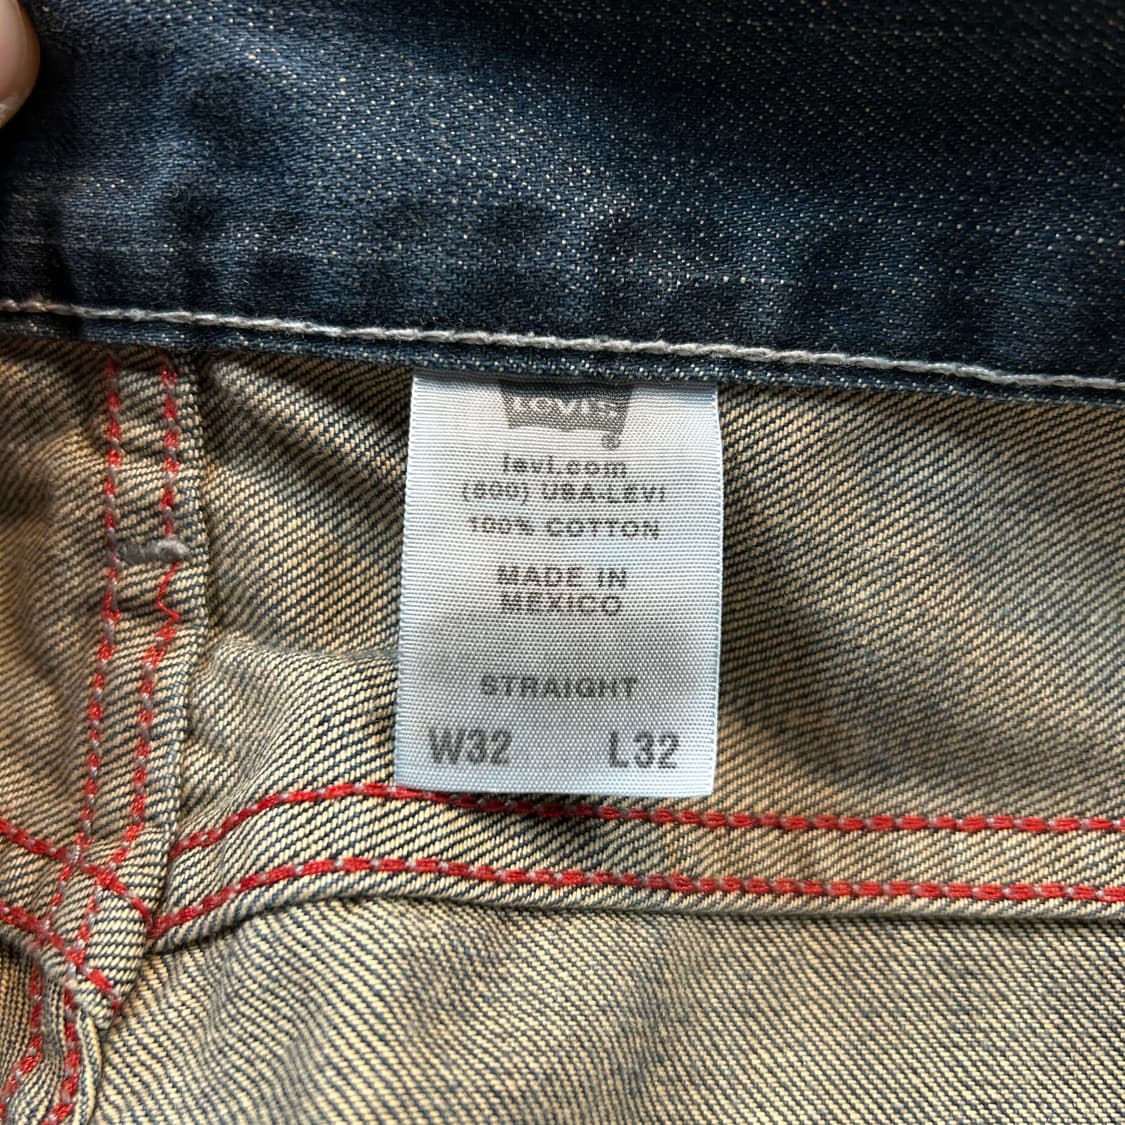 Levi's
levi.com
(800) USA-LEVI
100% COTTON
MADE IN
MEXICO
STRAIGHT
W32 L32